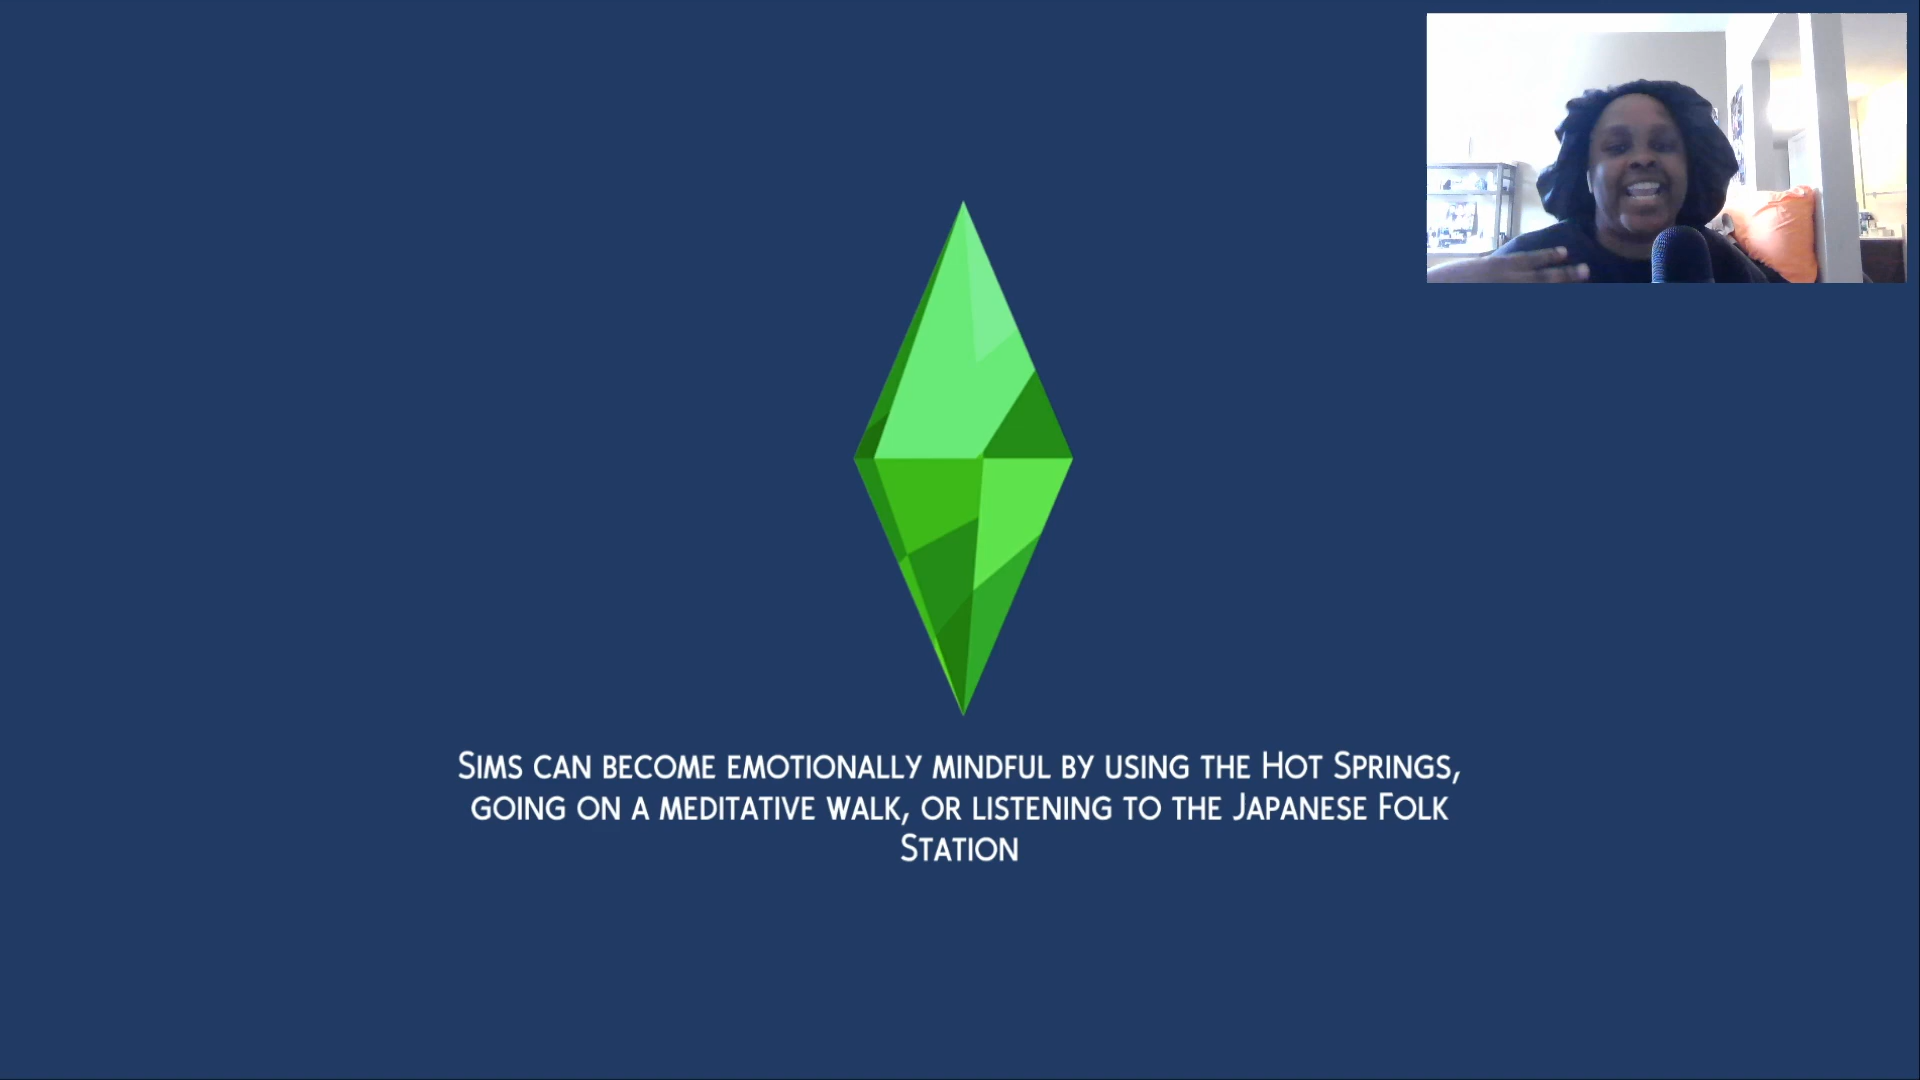 Sims can become emotionally mindful by using the Hot Springs,
going on a meditative walk, or listening to the Japanese Folk
Station